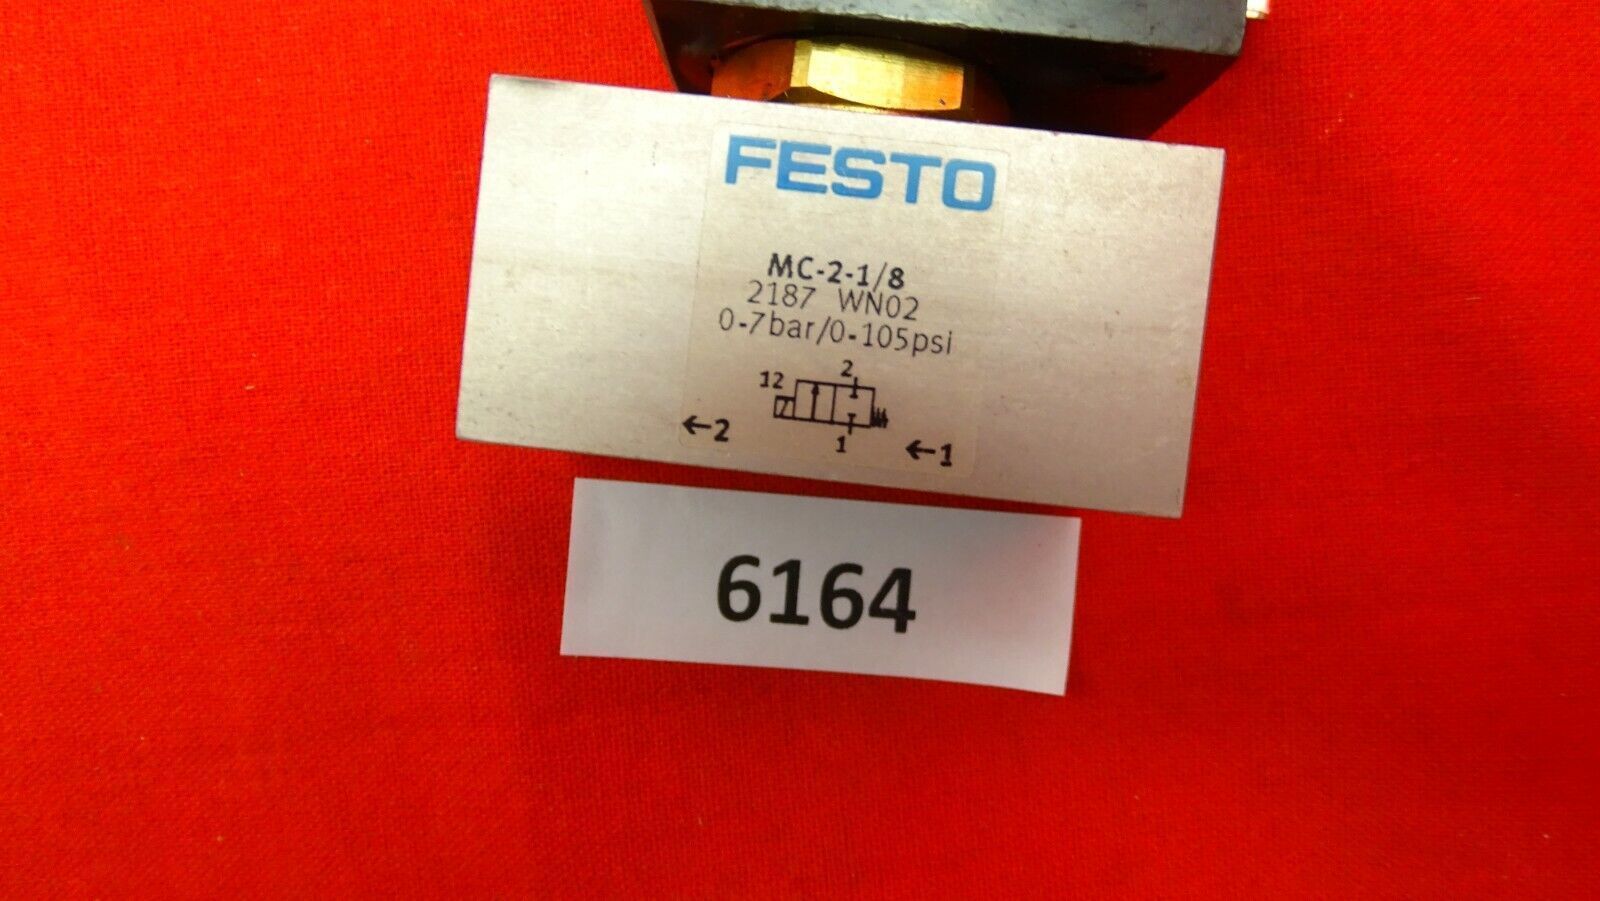 FESTO
MC-2-1/8
2187 WN02
0-7bar/0-105psi
2
12
1
←2
←1
6164